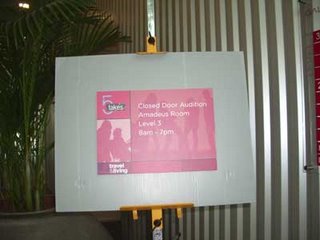 5
takes
Closed Door Audition
Amadeus Room
Level 3
8am - 7pm
travel
&living